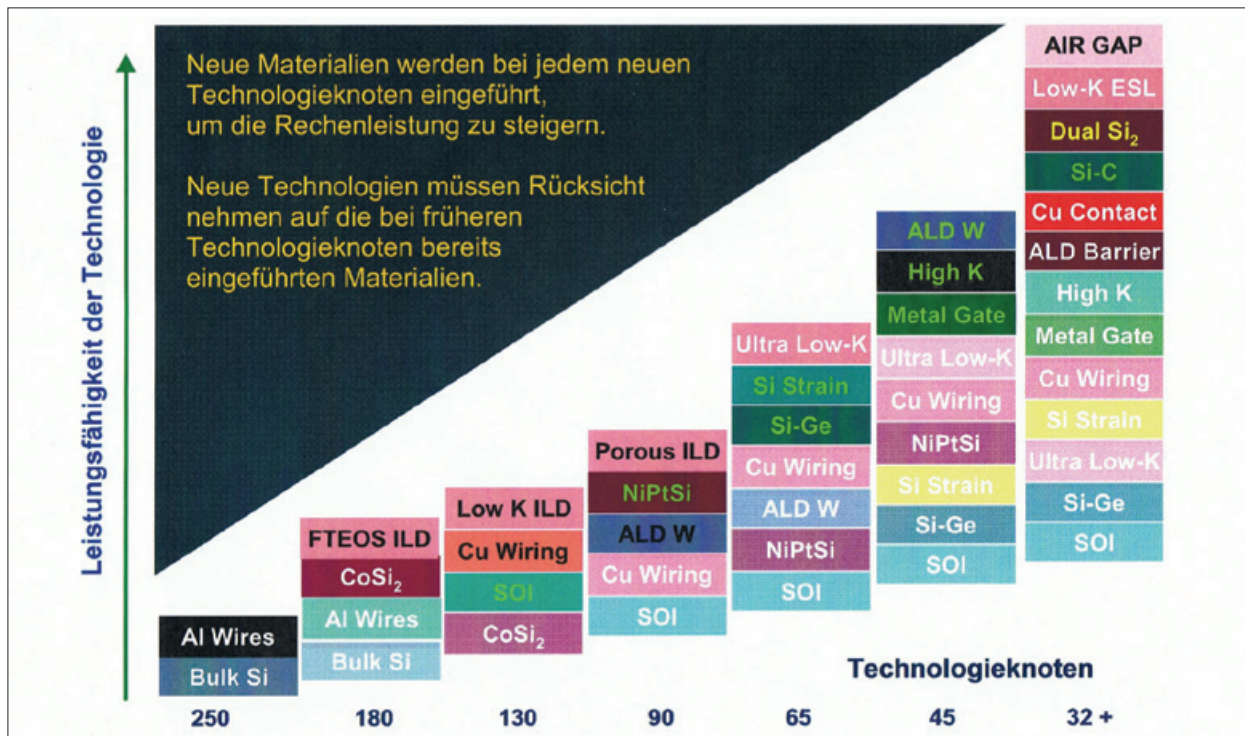 Neue Materialien werden bei jedem neuen
Technologieknoten eingeführt,
um die Rechenleistung zu steigern.
Neue Technologien müssen Rücksicht
nehmen auf die bei früheren
Technologieknoten bereits
eingeführten Materialien.
Leistungsfähigkeit der Technologie
Al Wires
Bulk Si
FTEOS ILD
CoSi₂
Al Wires
Bulk Si
Low K ILD
Cu Wiring
SOI
CoSi₂
Porous ILD
NiPtSi
ALD W
Cu Wiring
SOI
Ultra Low-K
Si Strain
Si-Ge
Cu Wiring
ALD W
NiPtSi
SOI
ALD W
High K
Metal Gate
Ultra Low-K
Cu Wiring
NiPtSi
Si Strain
Si-Ge
SOI
AIR GAP
Low-K ESL
Dual Si₂
Si-C
Cu Contact
ALD Barrier
High K
Metal Gate
Cu Wiring
Si Strain
Ultra Low-K
Si-Ge
SOI
Technologieknoten
250 180 130 90 65 45 32 +